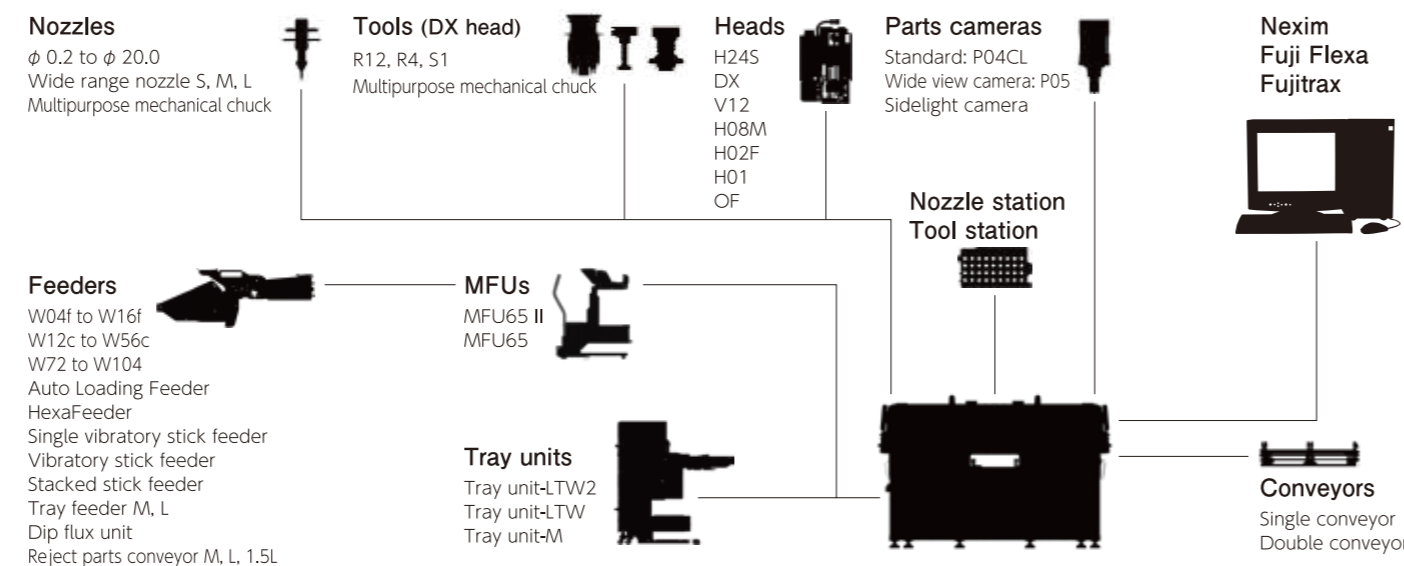 Nozzles
φ 0.2 to φ 20.0
Wide range nozzle S, M, L
Multipurpose mechanical chuck
Tools (DX head)
R12, R4, S1
Multipurpose mechanical chuck
Heads
H24S
DX
V12
H08M
H02F
H01
OF
Parts cameras
Standard: P04CL
Wide view camera: P05
Sidelight camera
Nexim
Fuji Flexa
Fujitrax
Nozzle station
Tool station
Feeders
W04f to W16f
W12c to W56c
W72 to W104
Auto Loading Feeder
HexaFeeder
Single vibratory stick feeder
Vibratory stick feeder
Stacked stick feeder
Tray feeder M, L
Dip flux unit
Reject parts conveyor M, L, 1.5L
MFUs
MFU65 II
MFU65
Tray units
Tray unit-LTW2
Tray unit-LTW
Tray unit-M
Conveyors
Single conveyor
Double conveyor